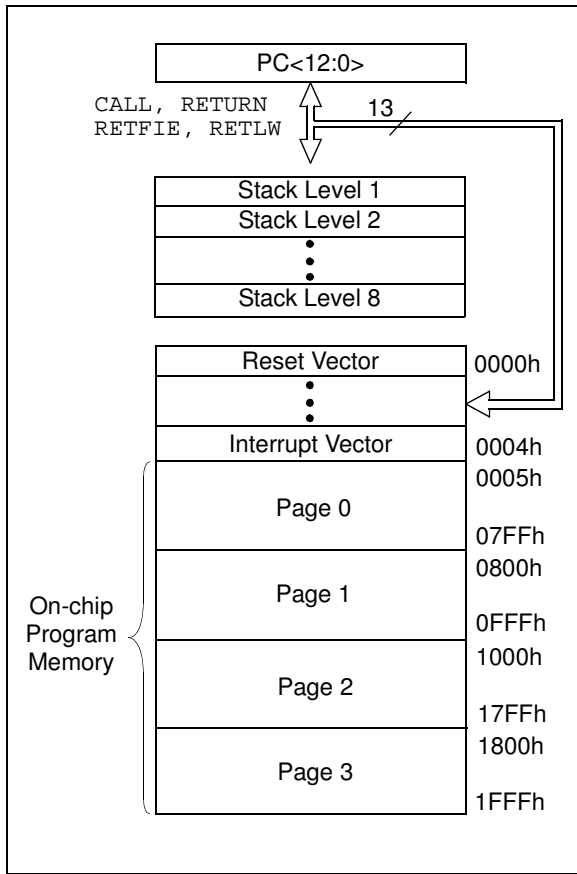 PC<12:0>
CALL, RETURN
RETFIE, RETLW
13
Stack Level 1
Stack Level 2
Stack Level 8
Reset Vector
0000h
Interrupt Vector
0004h
0005h
Page 0
07FFh
0800h
Page 1
0FFFh
On-chip
Program
Memory
1000h
Page 2
17FFh
1800h
Page 3
1FFFh